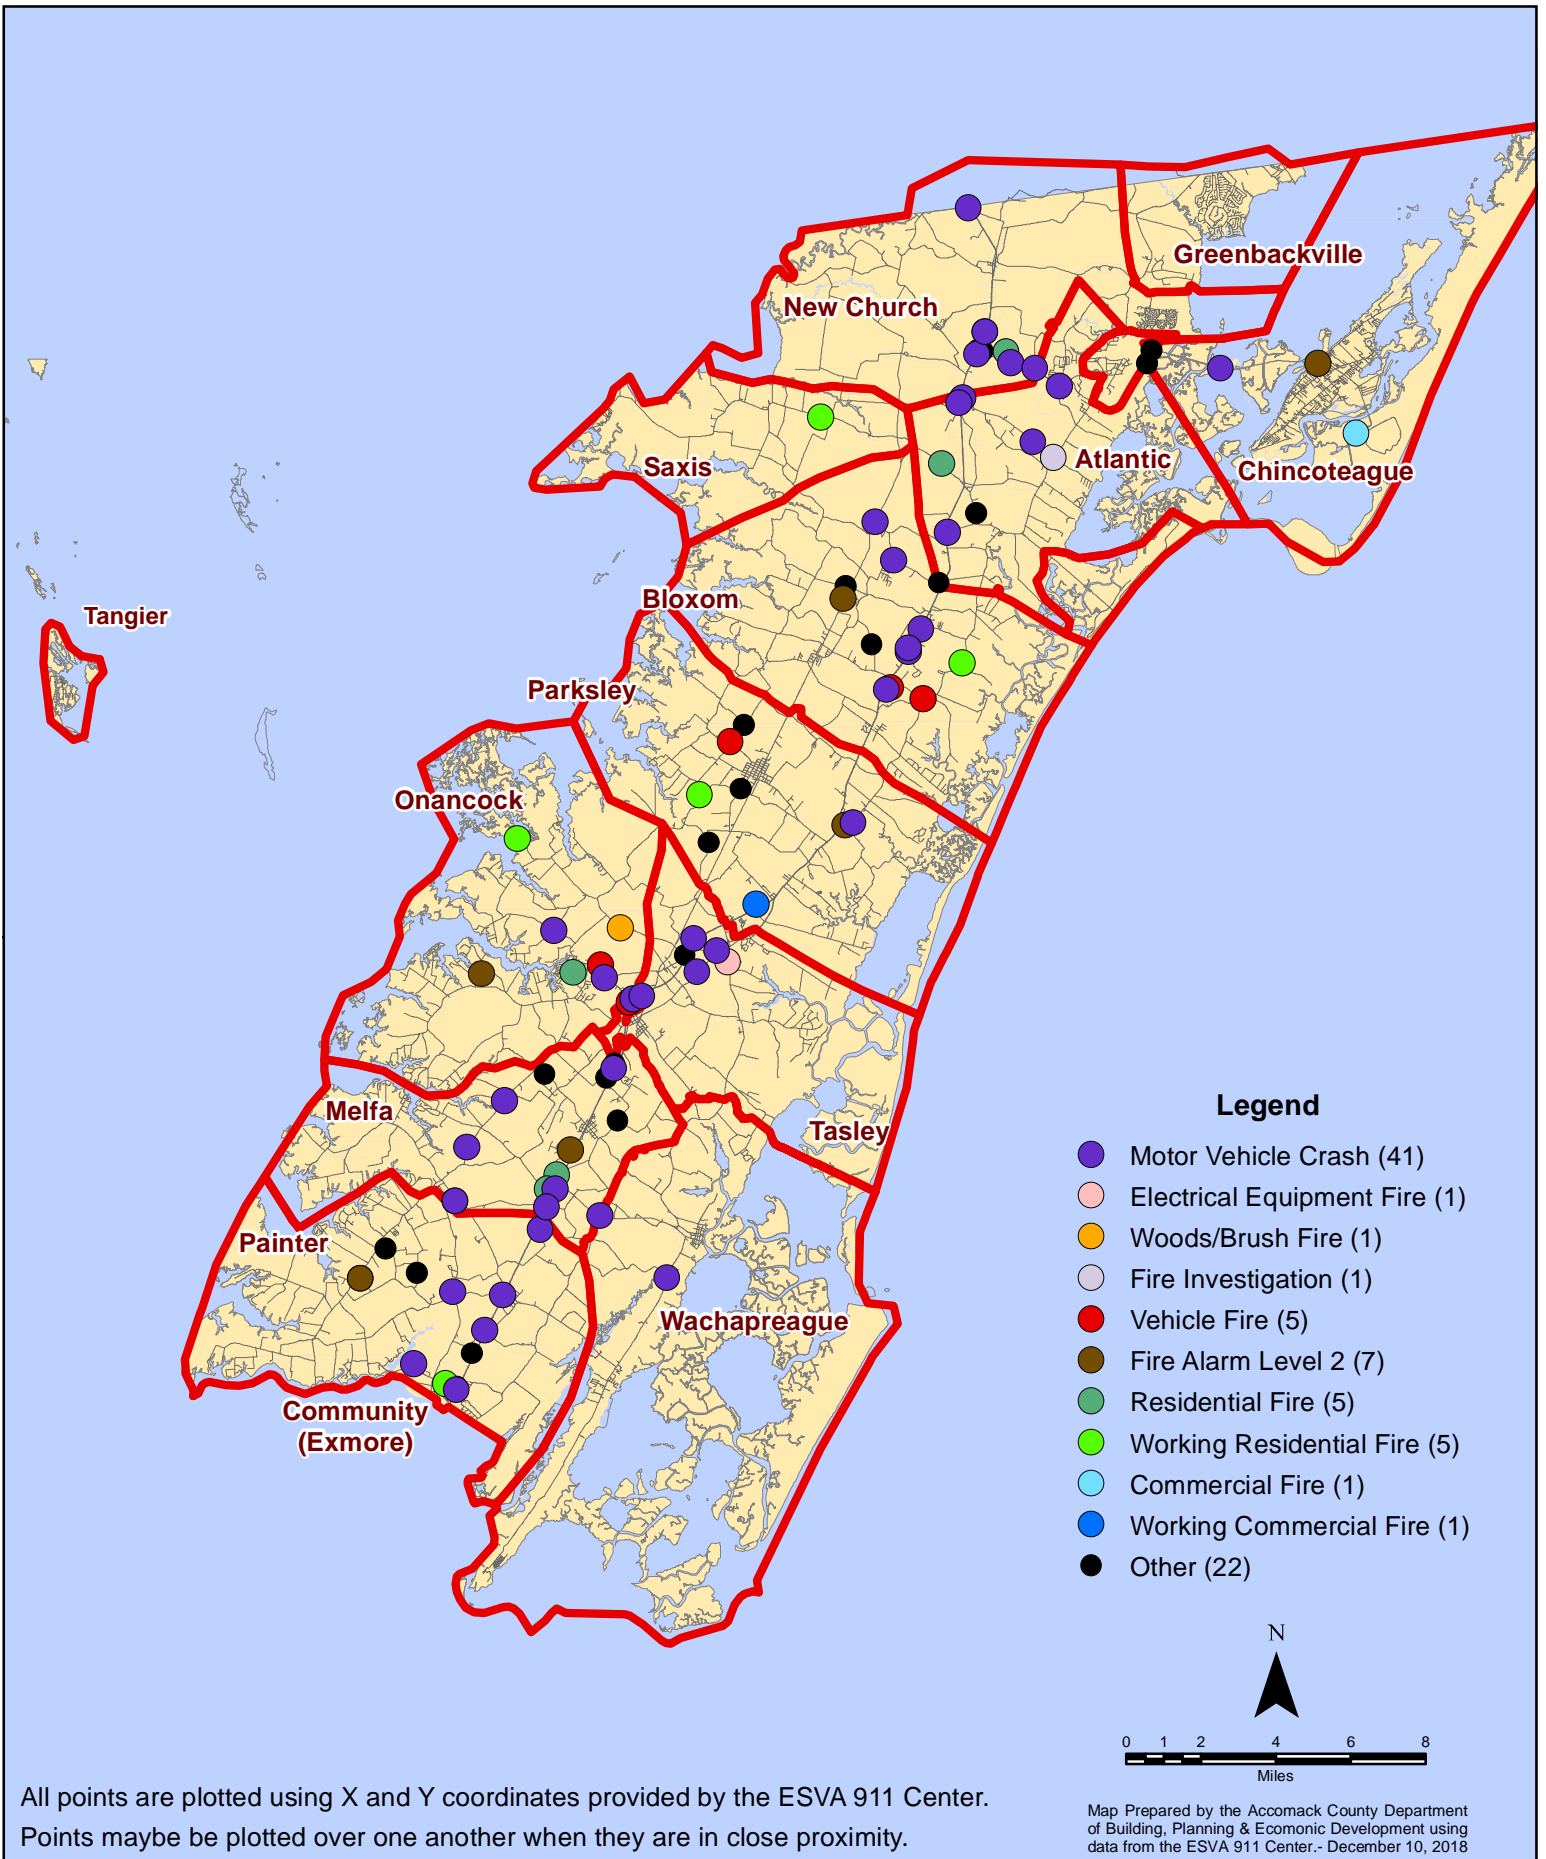 Greenbackville
New Church
Atlantic
Saxis
Chincoteague
Bloxom
Tangier
Parksley
Onancock
Melfa
Tasley
Painter
Wachapreague
Community
(Exmore)
Legend
Motor Vehicle Crash (41)
Electrical Equipment Fire (1)
Woods/Brush Fire (1)
Fire Investigation (1)
Vehicle Fire (5)
Fire Alarm Level 2 (7)
Residential Fire (5)
Working Residential Fire (5)
Commercial Fire (1)
Working Commercial Fire (1)
Other (22)
N
0 1 2 4 6 8
Miles
All points are plotted using X and Y coordinates provided by the ESVA 911 Center.
Points maybe be plotted over one another when they are in close proximity.
Map Prepared by the Accomack County Department
of Building, Planning & Ecomonic Development using
data from the ESVA 911 Center.- December 10, 2018